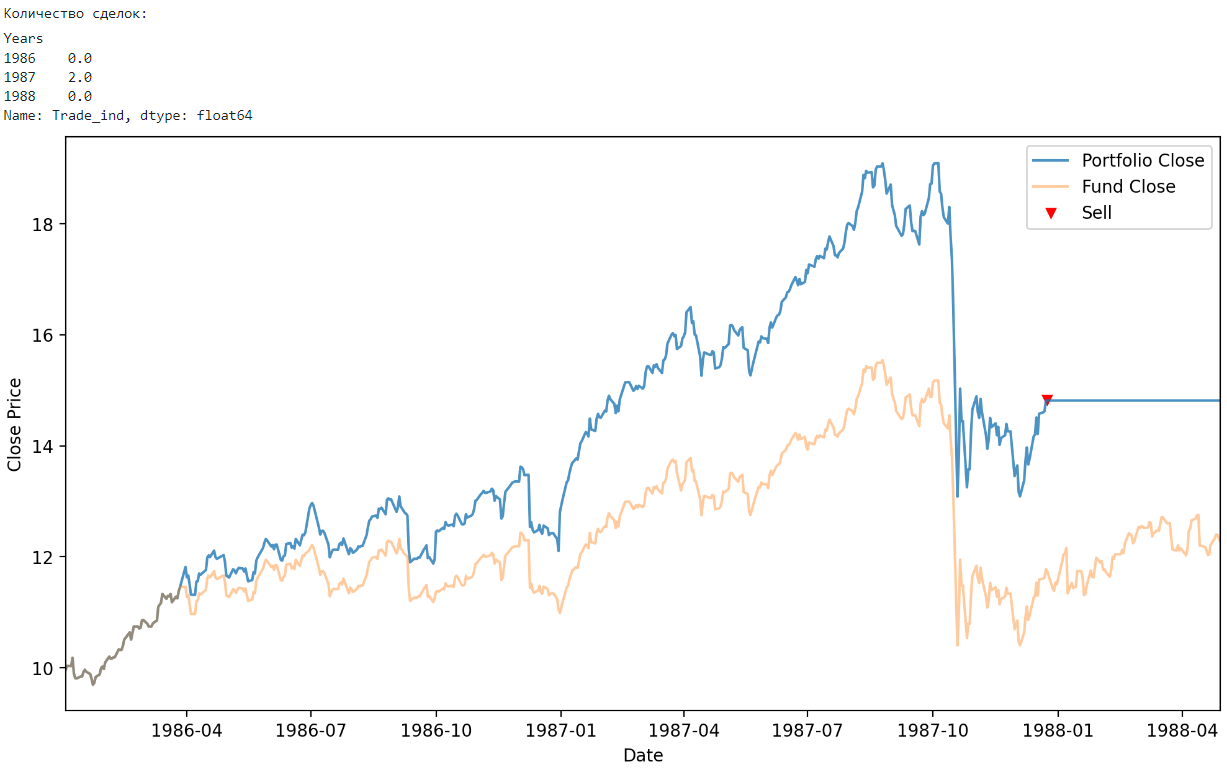 Количество сделок:
Years
1986    0.0
1987    2.0
1988    0.0
Name: Trade_ind, dtype: float64
Portfolio Close
Fund Close
Sell
Close Price
18
16
14
12
10
1986-04
1986-07
1986-10
1987-01
1987-04
1987-07
1987-10
1988-01
1988-04
Date